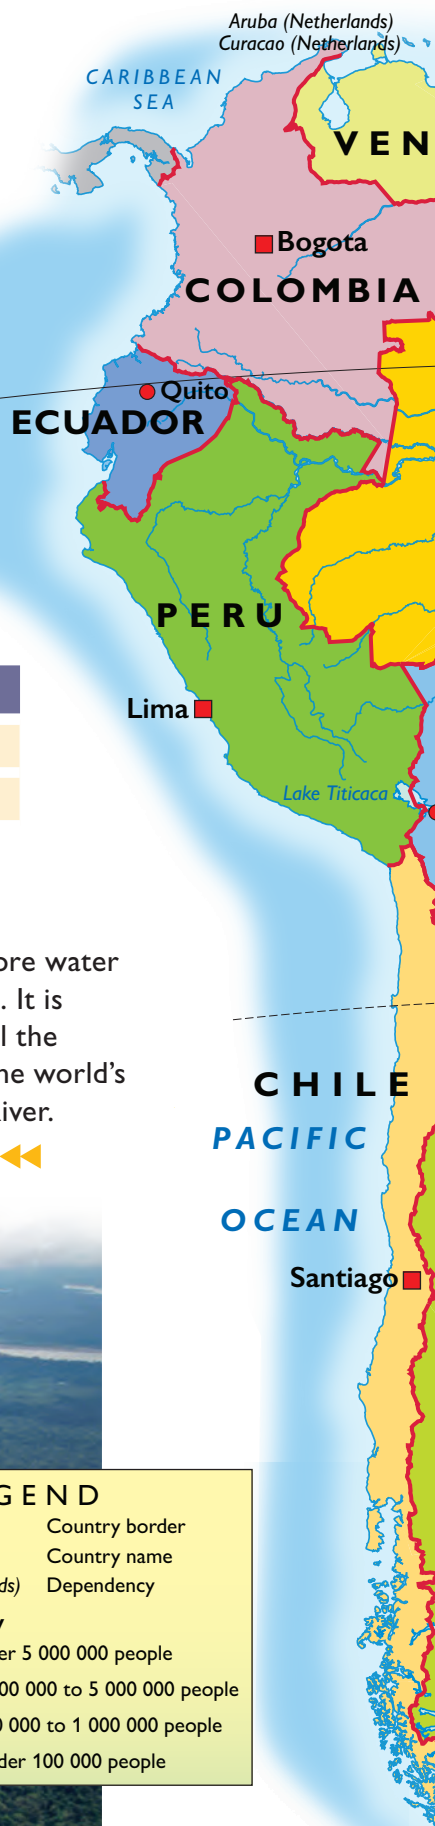 Aruba (Netherlands)
Curacao (Netherlands)
CARIBBEAN
SEA
VEN
Bogota
COLOMBIA
Quito
ECUADOR
PERU
Lima
Lake Titicaca
ore water
. It is
l the
he world's
iver.
CHILE
PACIFIC
OCEAN
Santiago
GEND
Country border
Country name
ds) Dependency
y
er 5 000 000 people
00 000 to 5 000 000 people
0 000 to 1 000 000 people
der 100 000 people